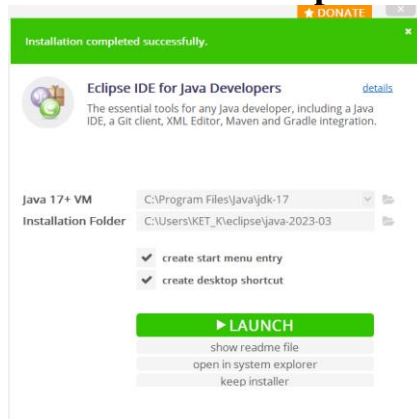 ★ DONATE ×
Installation completed successfully. ×
Eclipse IDE for Java Developers details
The essential tools for any Java developer, including a Java
IDE, a Git client, XML Editor, Maven and Gradle integration.
Java 17+ VM C:\Program Files\Java\jdk-17
Installation Folder C:\Users\KET_K\eclipse\java-2023-03
✔ create start menu entry
✔ create desktop shortcut
▶ LAUNCH
show readme file
open in system explorer
keep installer